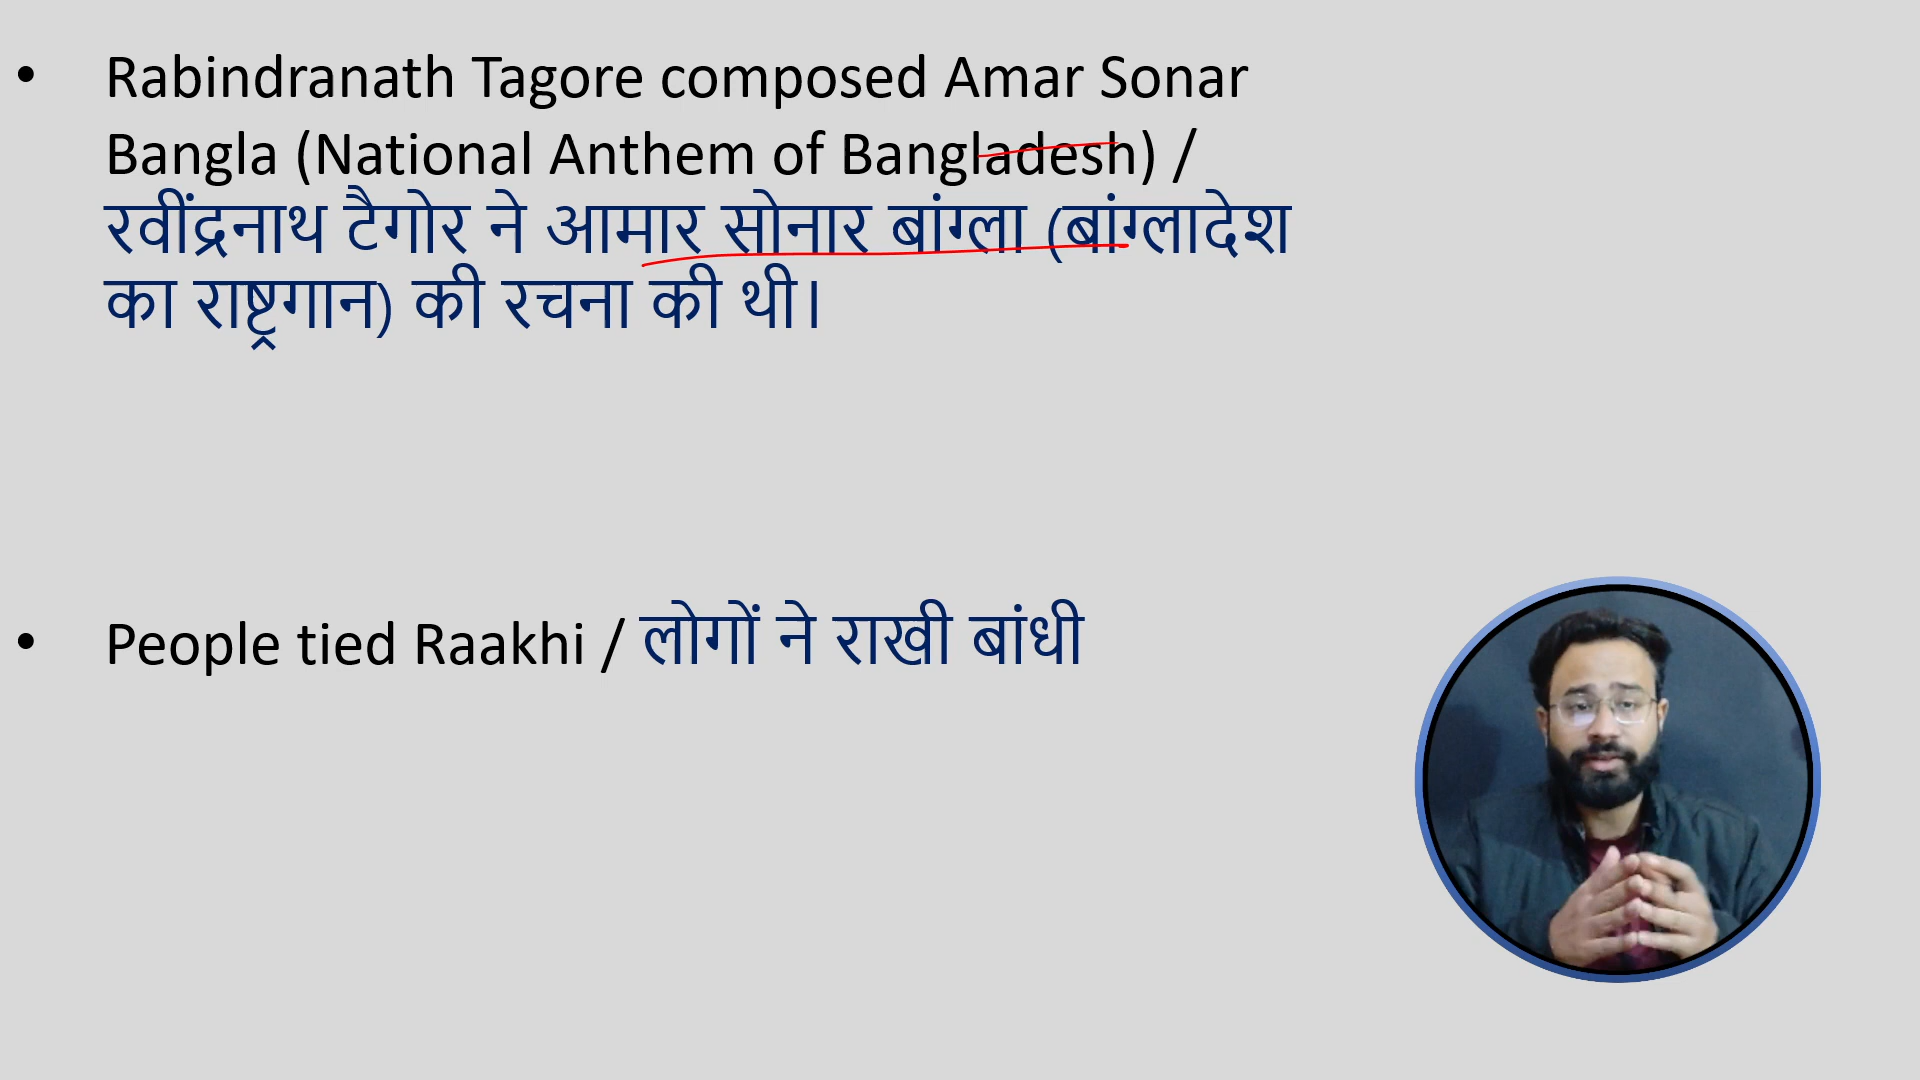 • Rabindranath Tagore composed Amar Sonar
Bangla (National Anthem of Bangladesh) /
रवींद्रनाथ टैगोर ने आमार सोनार बांग्ला (बांग्लादेश
का राष्ट्रगान) की रचना की थी।
• People tied Raakhi / लोगों ने राखी बांधी